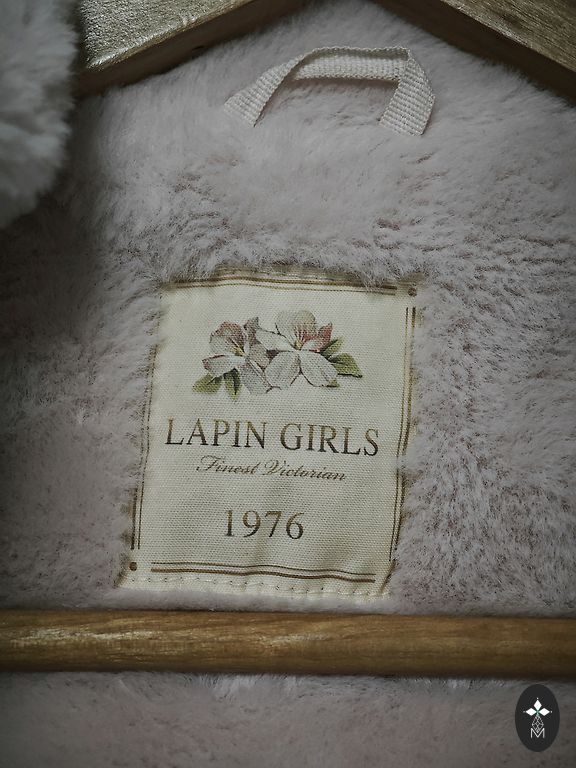 LAPIN GIRLS
Finest Victorian
1976
M